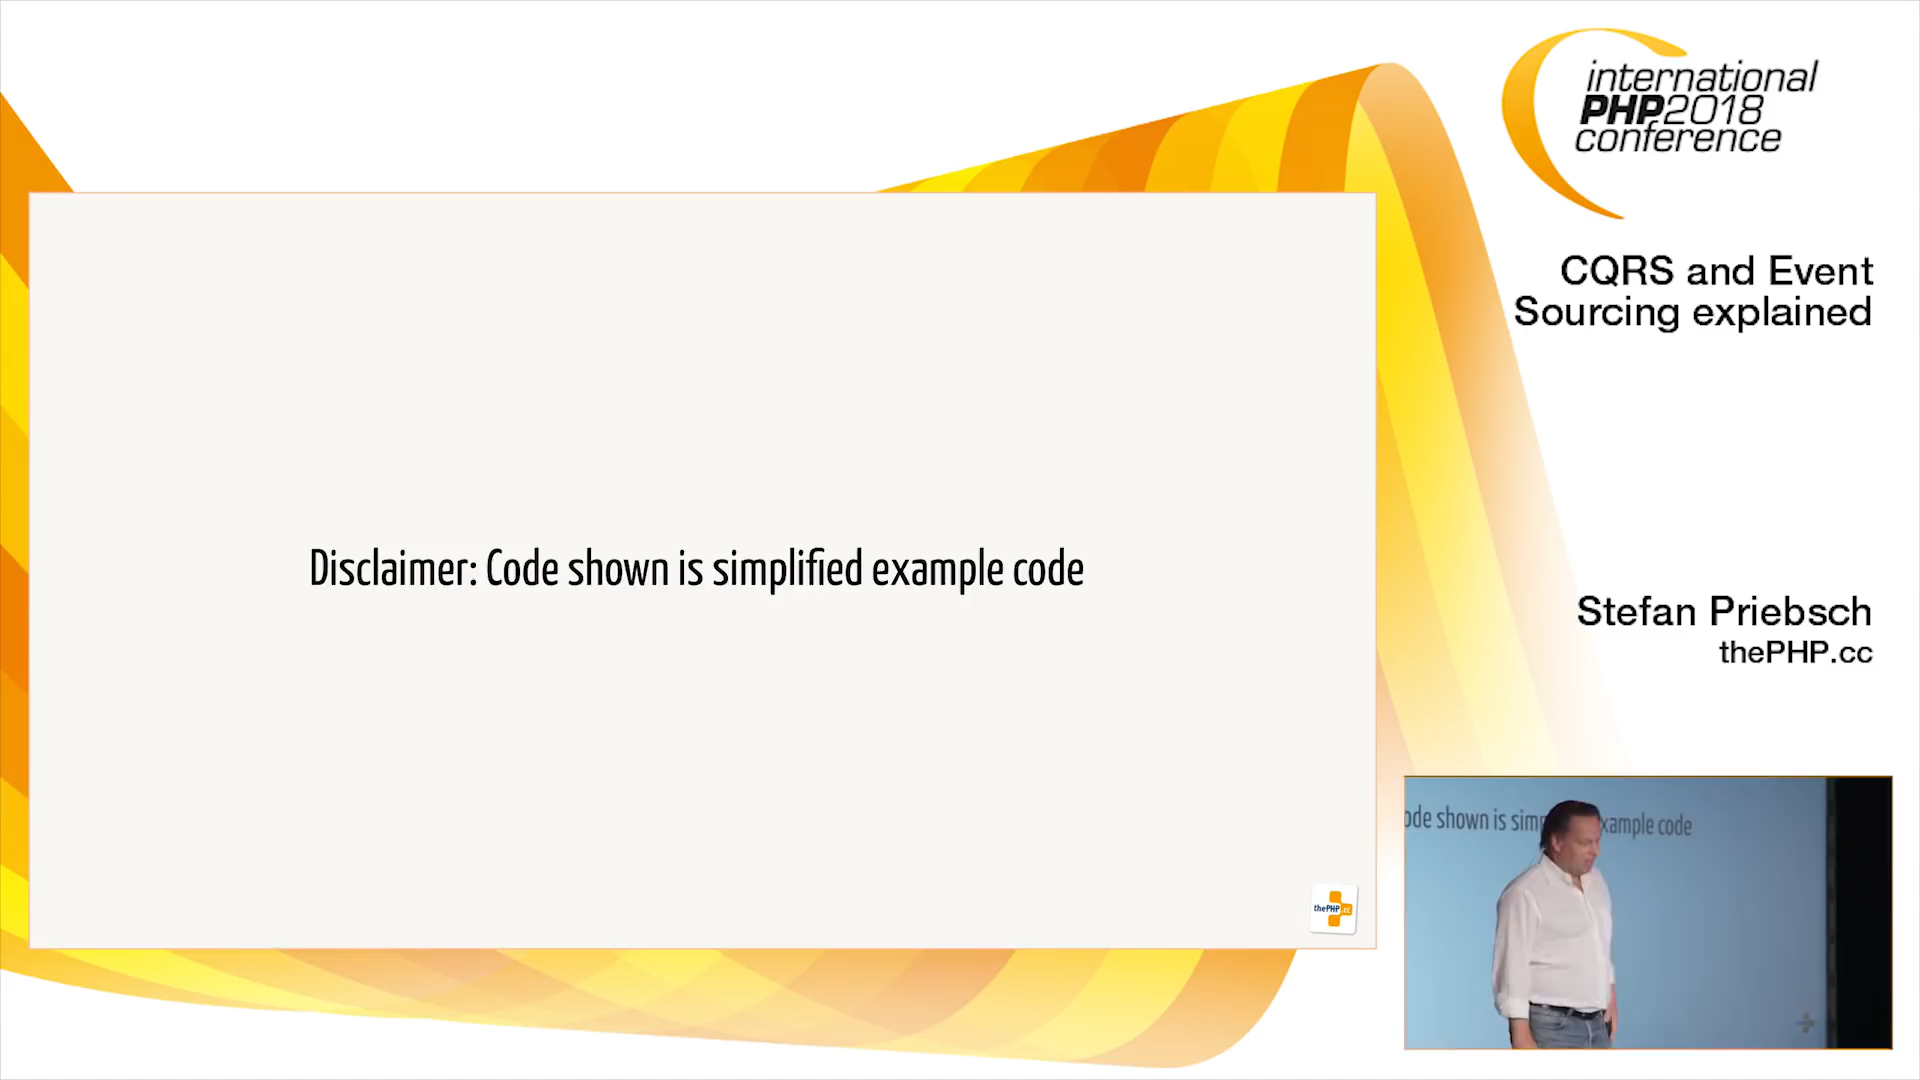 international
PHP2018
conference
CQRS and Event
Sourcing explained
Disclaimer: Code shown is simplified example code
Stefan Priebsch
thePHP.cc
thePHP.cc
ode shown is simp xample code